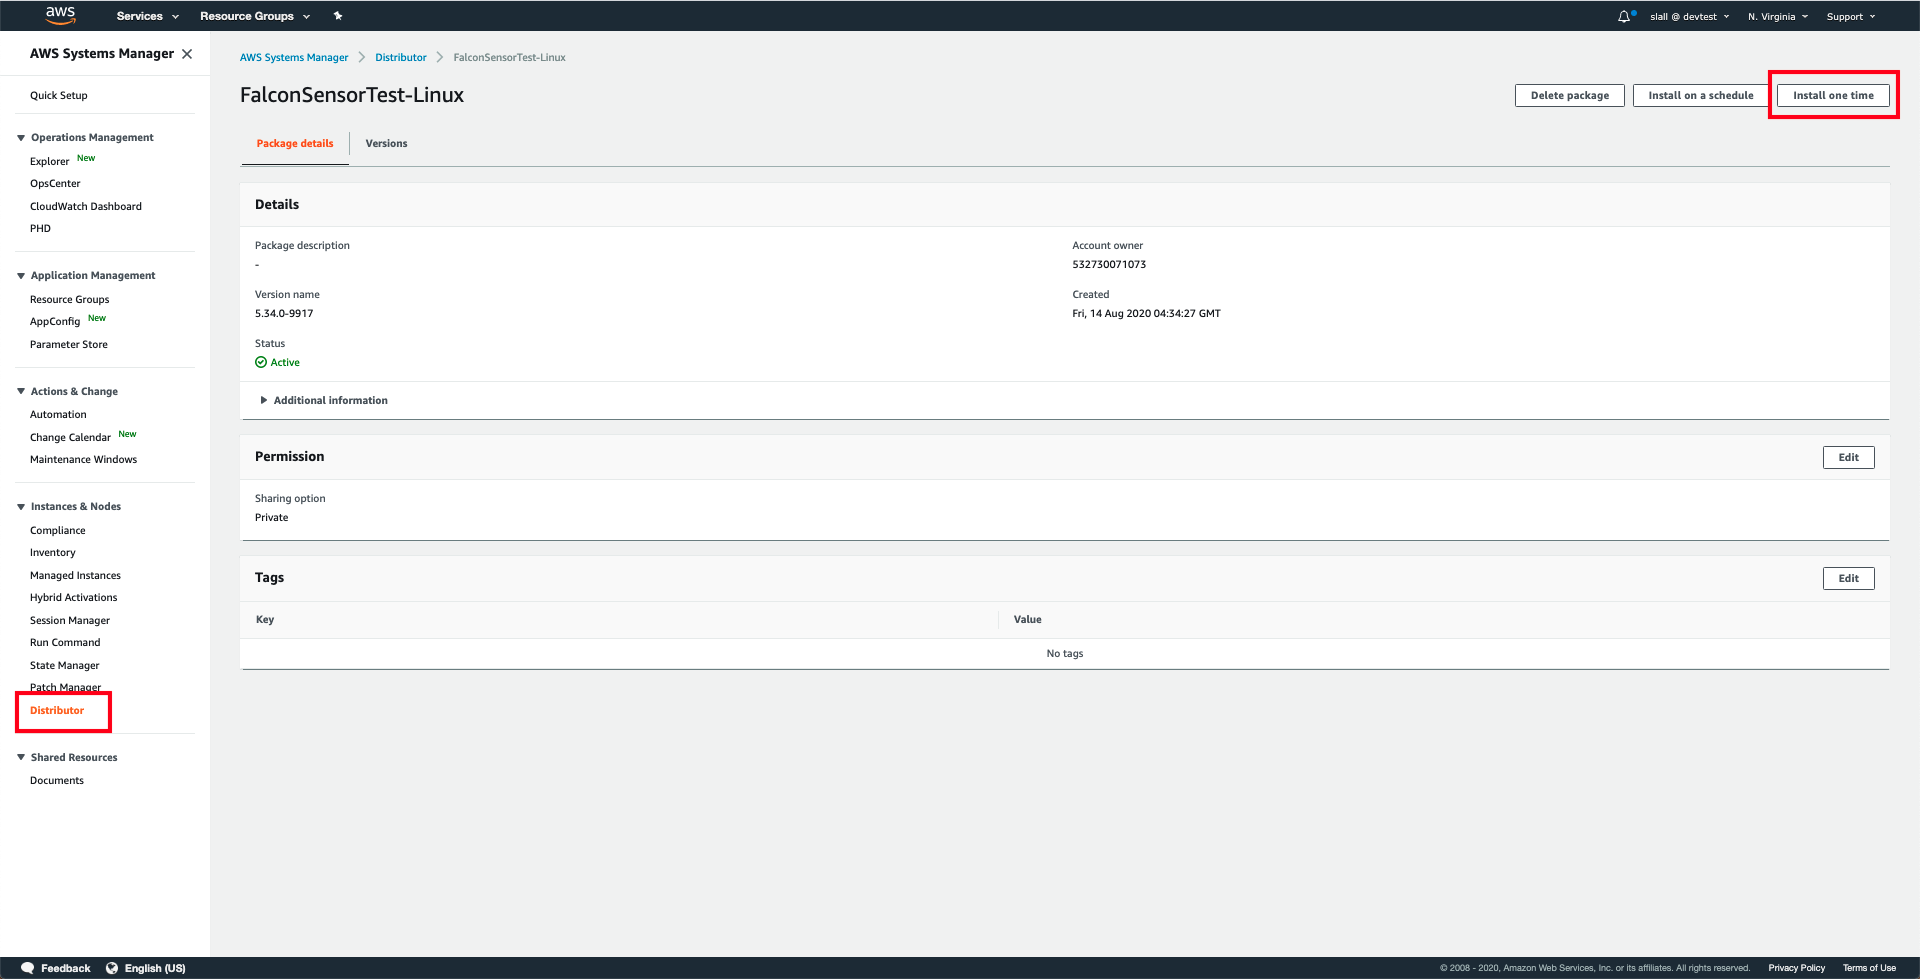 aws Services Resource Groups slall @ devtest N. Virginia Support
AWS Systems Manager
Quick Setup
Operations Management
Explorer New
OpsCenter
CloudWatch Dashboard
PHD
Application Management
Resource Groups
AppConfig New
Parameter Store
Actions & Change
Automation
Change Calendar New
Maintenance Windows
Instances & Nodes
Compliance
Inventory
Managed Instances
Hybrid Activations
Session Manager
Run Command
State Manager
Patch Manager
Distributor
Shared Resources
Documents
AWS Systems Manager Distributor FalconSensorTest-Linux
FalconSensorTest-Linux
Delete package Install on a schedule Install one time
Package details Versions
Details
Package description
-
Account owner
532730071073
Version name
5.34.0-9917
Created
Fri, 14 Aug 2020 04:34:27 GMT
Status
Active
Additional information
Permission Edit
Sharing option
Private
Tags Edit
Key Value
No tags
Feedback English (US) © 2008 - 2020, Amazon Web Services, Inc. or its affiliates. All rights reserved. Privacy Policy Terms of Use